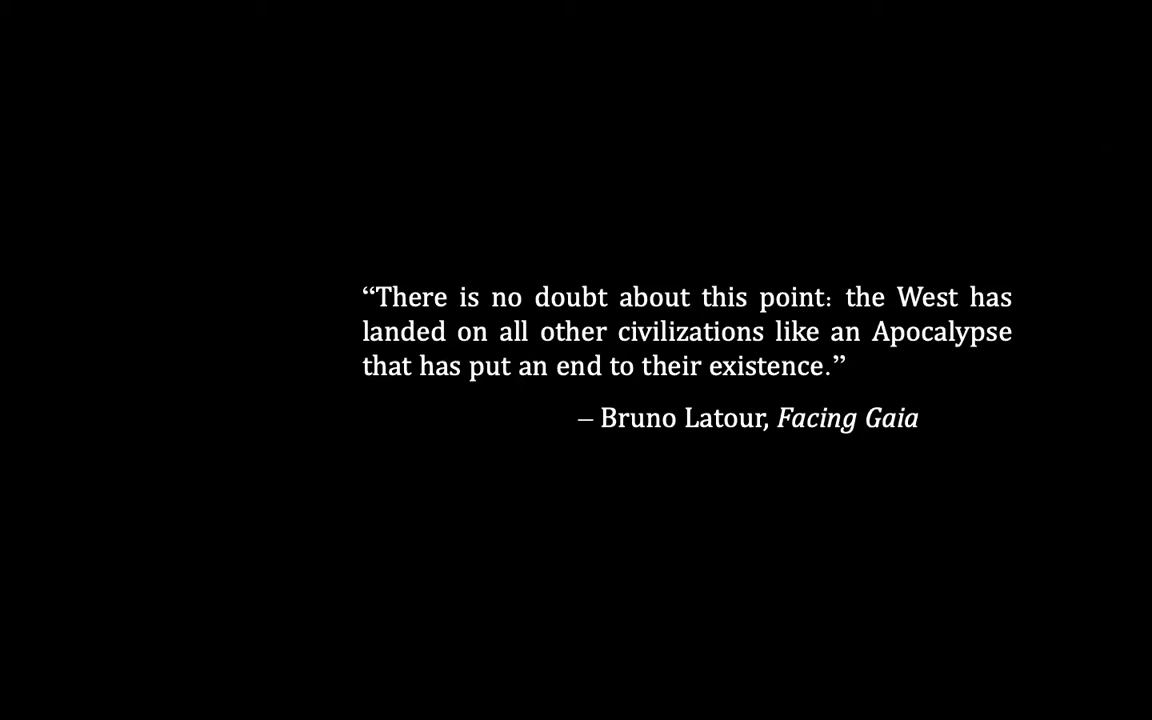 “There is no doubt about this point: the West has
landed on all other civilizations like an Apocalypse
that has put an end to their existence.”
– Bruno Latour, Facing Gaia